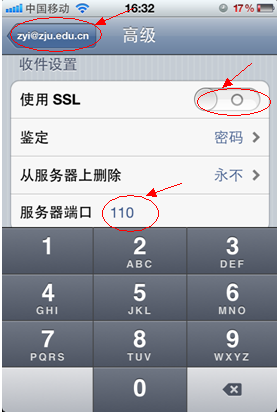 中国移动 16:32 17%
zyi@zju.edu.cn 高级
收件设置
使用 SSL
鉴定 密码
从服务器上删除 永不
服务器端口 110
1 2 3
ABC DEF
4 5 6
GHI JKL MNO
7 8 9
PQRS TUV WXYZ
0